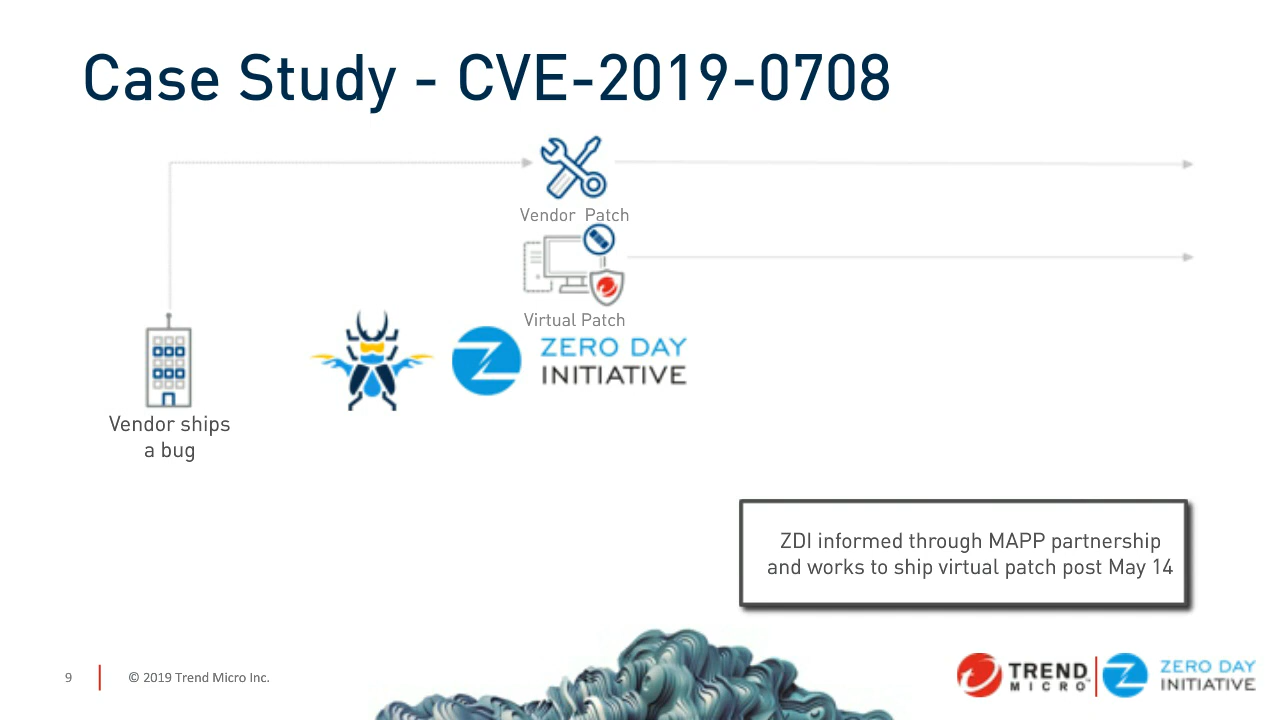 Case Study - CVE-2019-0708
Vendor Patch
Virtual Patch
ZERO DAY
INITIATIVE
Vendor ships
a bug
ZDI informed through MAPP partnership
and works to ship virtual patch post May 14
9
© 2019 Trend Micro Inc.
TREND
MICRO™
ZERO DAY
INITIATIVE